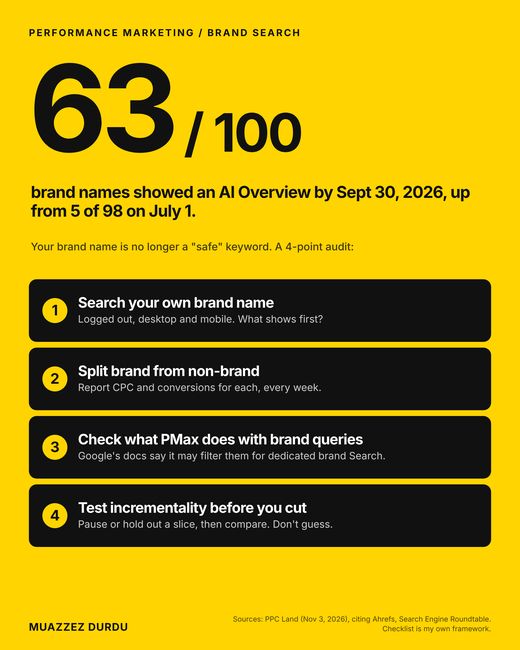 PERFORMANCE MARKETING / BRAND SEARCH
63 / 100
brand names showed an AI Overview by Sept 30, 2026, up
from 5 of 98 on July 1.
Your brand name is no longer a "safe" keyword. A 4-point audit:
1
Search your own brand name
Logged out, desktop and mobile. What shows first?
2
Split brand from non-brand
Report CPC and conversions for each, every week.
3
Check what PMax does with brand queries
Google's docs say it may filter them for dedicated brand Search.
4
Test incrementality before you cut
Pause or hold out a slice, then compare. Don't guess.
MUAZZEZ DURDU
Sources: PPC Land (Nov 3, 2026), citing Ahrefs, Search Engine Roundtable.
Checklist is my own framework.